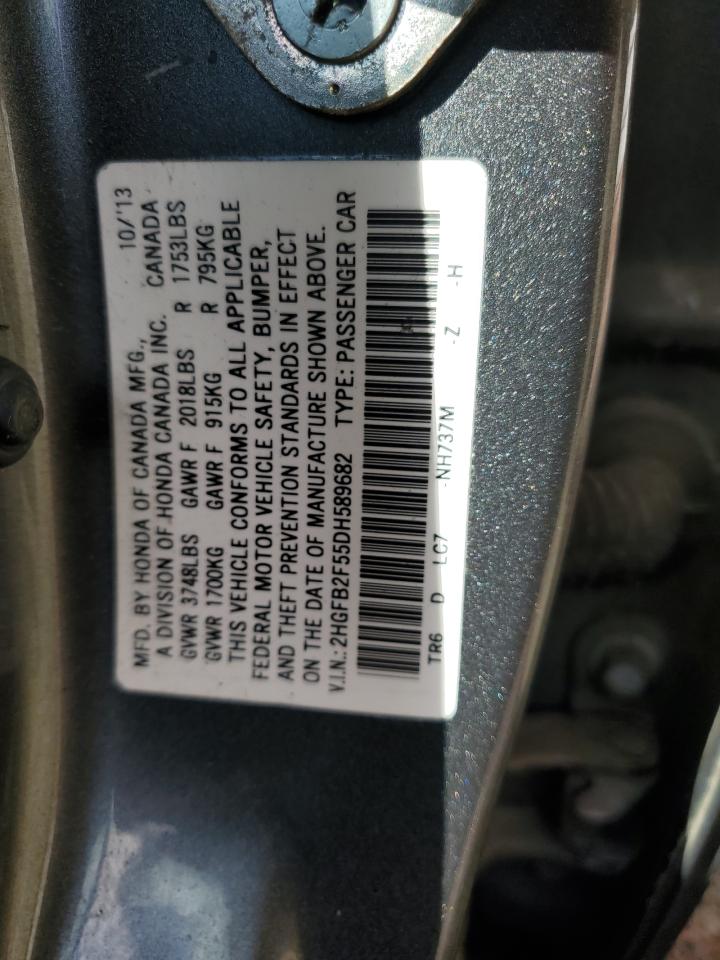 MFD. BY HONDA OF CANADA MFG., 10/'13
A DIVISION OF HONDA CANADA INC. CANADA
GVWR 3748LBS GAWR F 2018LBS R 1753LBS
GVWR 1700KG GAWR F 915KG R 795KG
THIS VEHICLE CONFORMS TO ALL APPLICABLE
FEDERAL MOTOR VEHICLE SAFETY, BUMPER,
AND THEFT PREVENTION STANDARDS IN EFFECT
ON THE DATE OF MANUFACTURE SHOWN ABOVE.
V.I.N.: 2HGFB2F55DH589682 TYPE: PASSENGER CAR
TR6 D LC7 -NH737M -Z -H